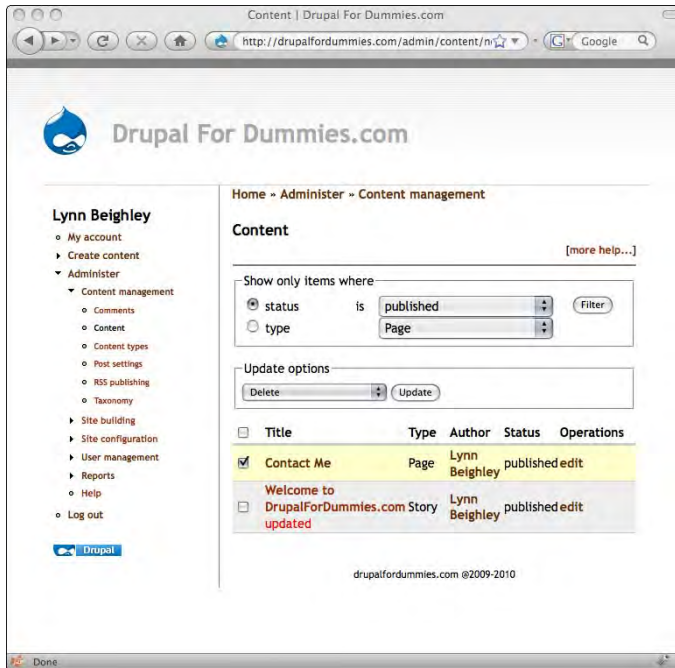 Content | Drupal For Dummies.com
http://drupalfordummies.com/admin/content/n
Google
Drupal For Dummies.com
Lynn Beighley
My account
Create content
Administer
Content management
Comments
Content
Content types
Post settings
RSS publishing
Taxonomy
Site building
Site configuration
User management
Reports
Help
Log out
Drupal
Home » Administer » Content management
Content
[more help...]
Show only items where
status is published Filter
type Page
Update options
Delete Update
Title Type Author Status Operations
Contact Me Page Lynn Beighley published edit
Welcome to DrupalForDummies.com updated Story Lynn Beighley published edit
drupalfordummies.com ©2009-2010
Done